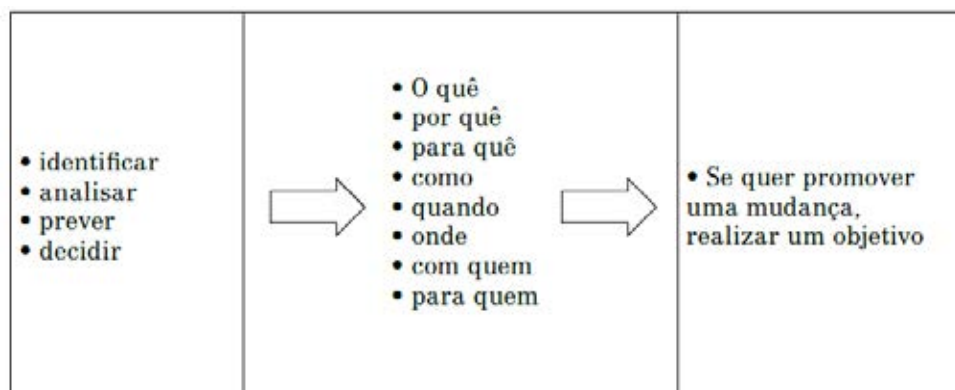 • identificar
• analisar
• prever
• decidir
• O quê
• por quê
• para quê
• como
• quando
• onde
• com quem
• para quem
• Se quer promover
uma mudança,
realizar um objetivo